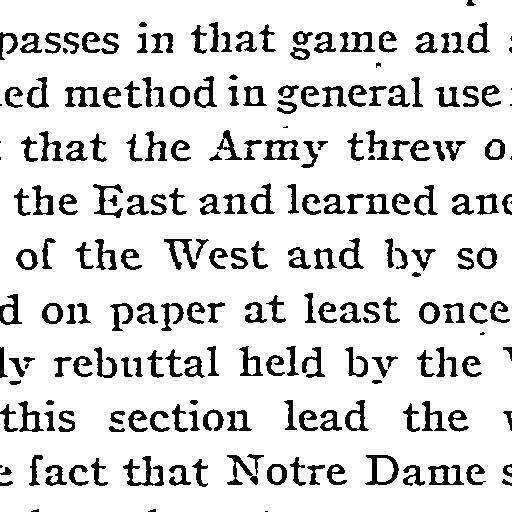 passes in that game and
ed method in general use
that the Army threw
the East and learned
of the West and by so
on paper at least once
rebuttal held by the
this section lead the
fact that Notre Dame